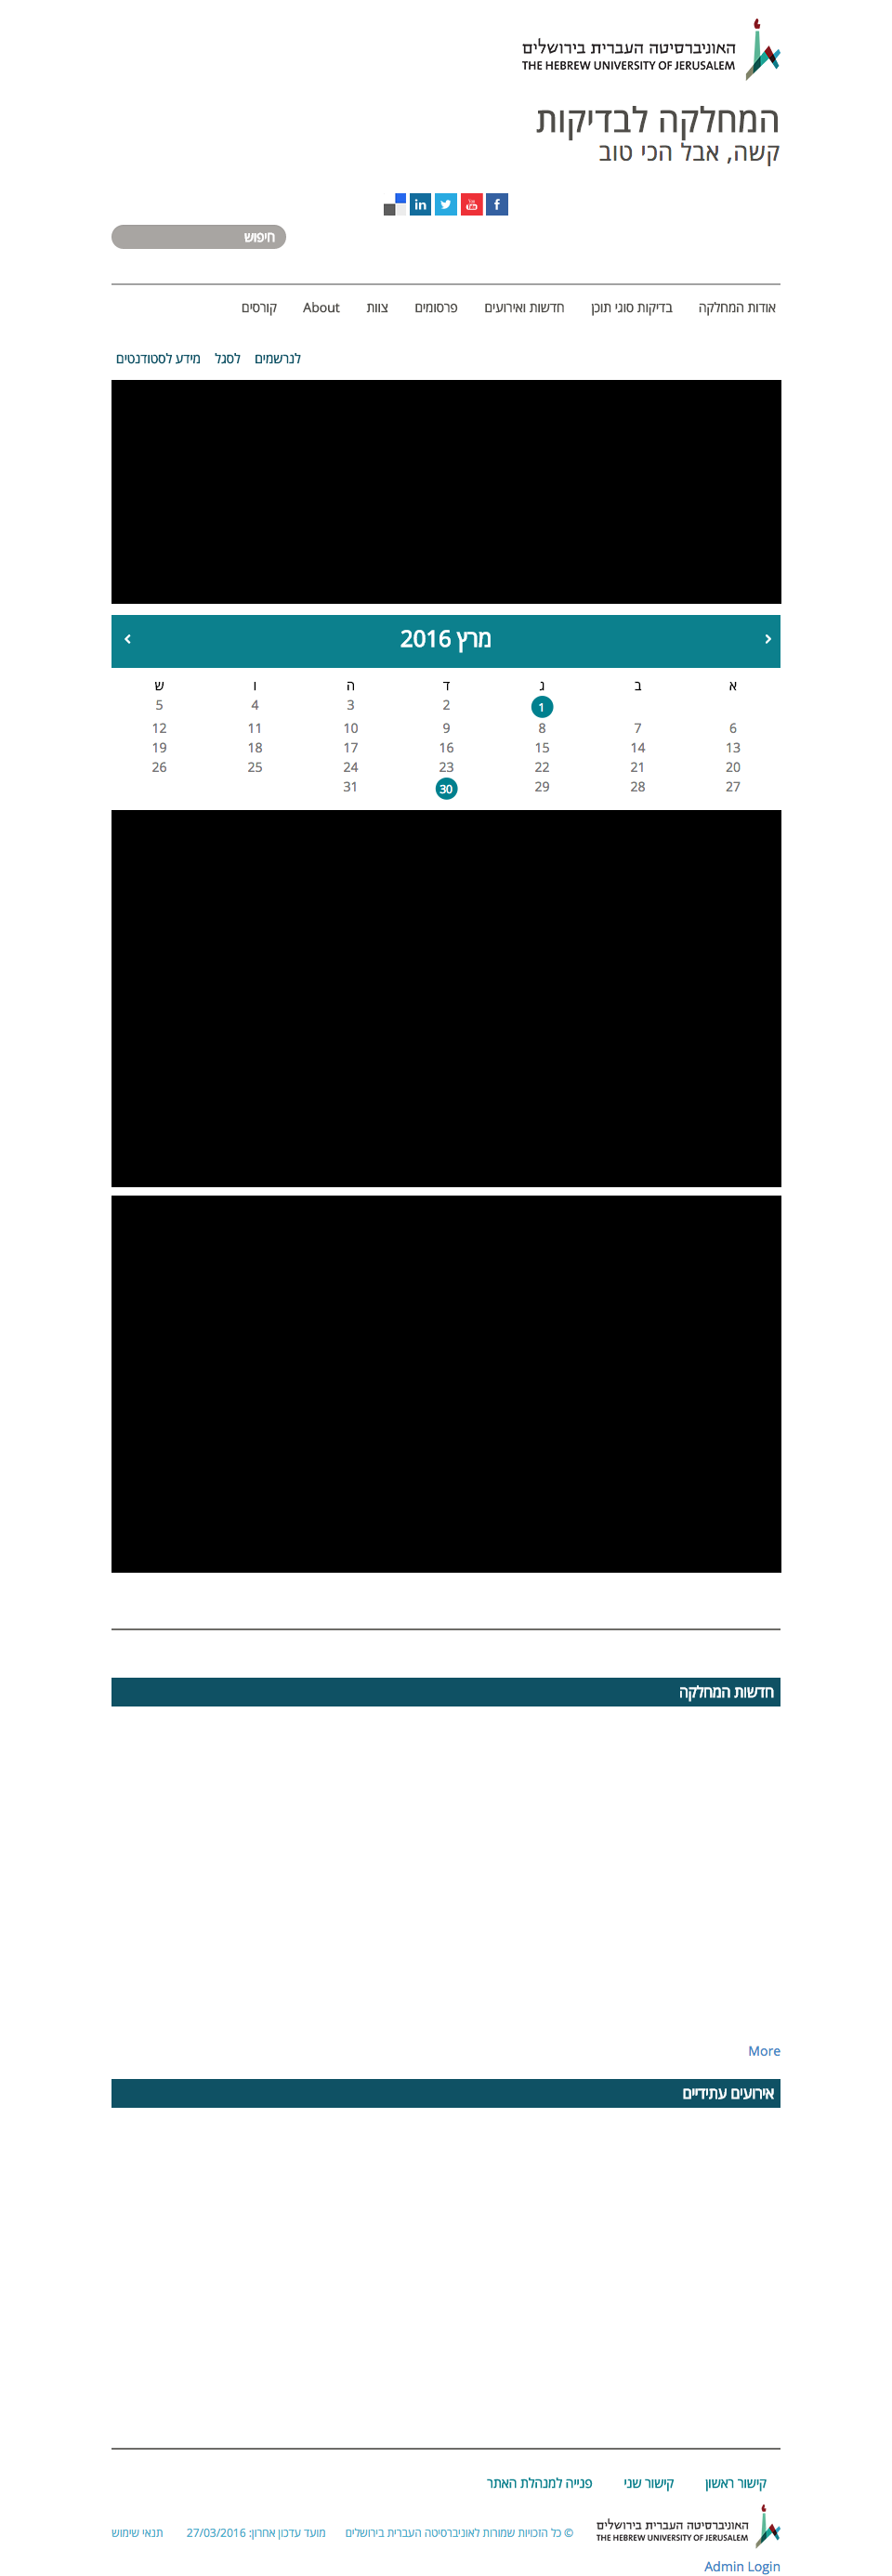 האוניברסיטה העברית בירושלים
THE HEBREW UNIVERSITY OF JERUSALEM
המחלקה לבדיקות
קשה, אבל הכי טוב
חיפוש
אודות המחלקה בדיקות סוגי תוכן חדשות ואירועים פרסומים צוות About קורסים
לנרשמים לסגל מידע לסטודנטים
מרץ 2016
א ב ג ד ה ו ש
1 2 3 4 5
6 7 8 9 10 11 12
13 14 15 16 17 18 19
20 21 22 23 24 25 26
27 28 29 30 31
חדשות המחלקה
More
אירועים עתידיים
קישור ראשון קישור שני פנייה למנהלת האתר
האוניברסיטה העברית בירושלים
THE HEBREW UNIVERSITY OF JERUSALEM
© כל הזכויות שמורות לאוניברסיטה העברית בירושלים מועד עדכון אחרון: 27/03/2016 תנאי שימוש
Admin Login